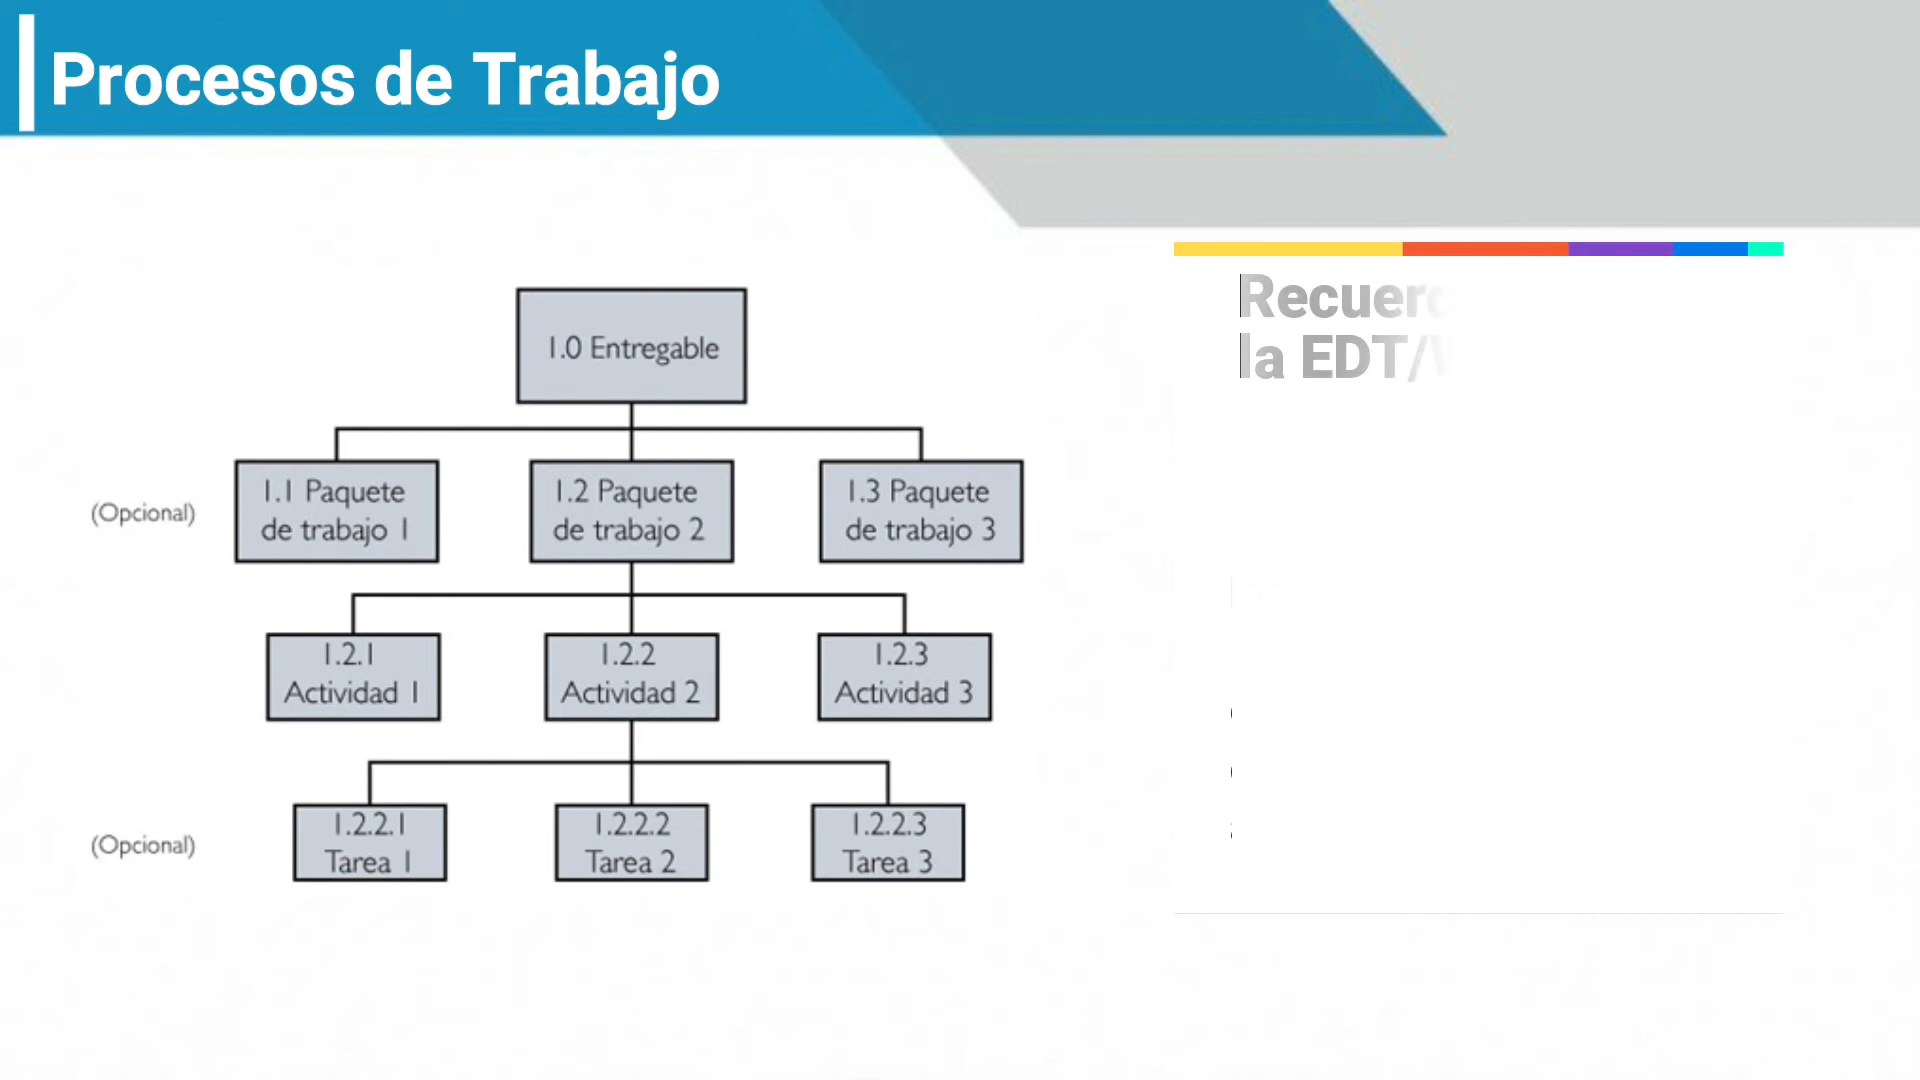 Procesos de Trabajo
1.0 Entregable
(Opcional)
1.1 Paquete
de trabajo 1
1.2 Paquete
de trabajo 2
1.3 Paquete
de trabajo 3
1.2.1
Actividad 1
1.2.2
Actividad 2
1.2.3
Actividad 3
(Opcional)
1.2.2.1
Tarea 1
1.2.2.2
Tarea 2
1.2.2.3
Tarea 3
la EDT/